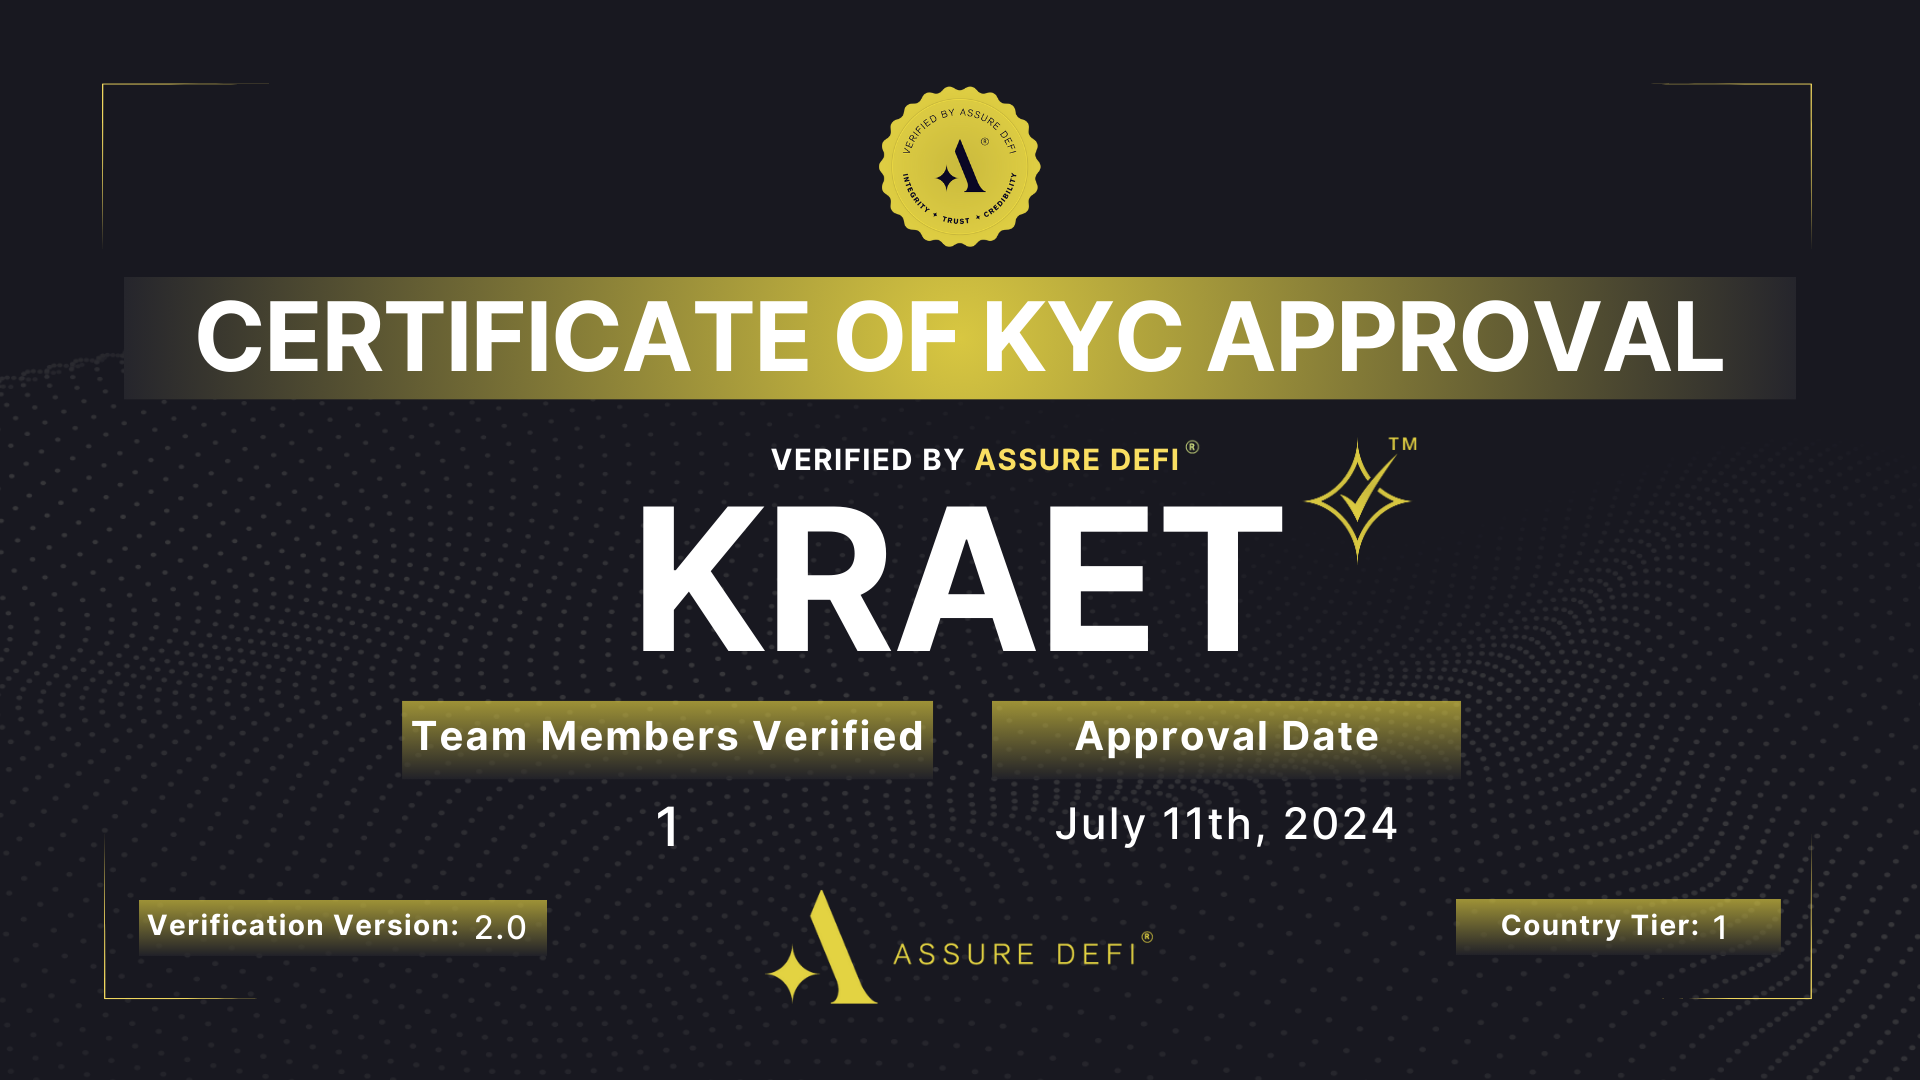 VERIFIED BY ASSURE DEFI
A ®
INTEGRITY ✦ TRUST ✦ CREDIBILITY
CERTIFICATE OF KYC APPROVAL
VERIFIED BY ASSURE DEFI®
TM
KRAET
Team Members Verified
1
Approval Date
July 11th, 2024
Verification Version: 2.0
ASSURE DEFI®
Country Tier: 1